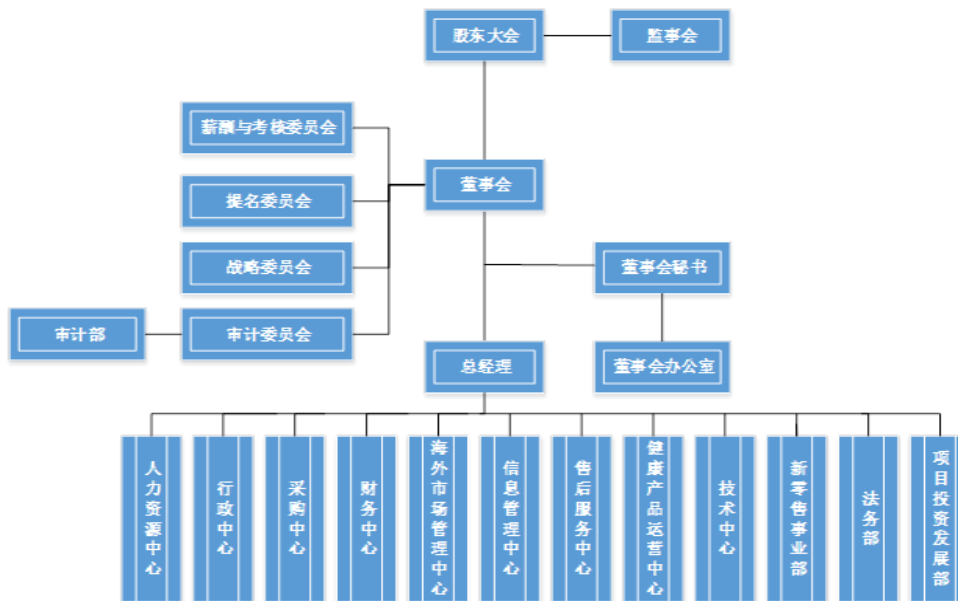 股东大会
监事会
薪酬与考核委员会
董事会
提名委员会
战略委员会
董事会秘书
审计部
审计委员会
总经理
董事会办公室
人力资源中心
行政中心
采购中心
财务中心
海外市场管理中心
信息管理中心
售后服务中心
健康产品运营中心
技术中心
新零售事业部
法务部
项目投资发展部